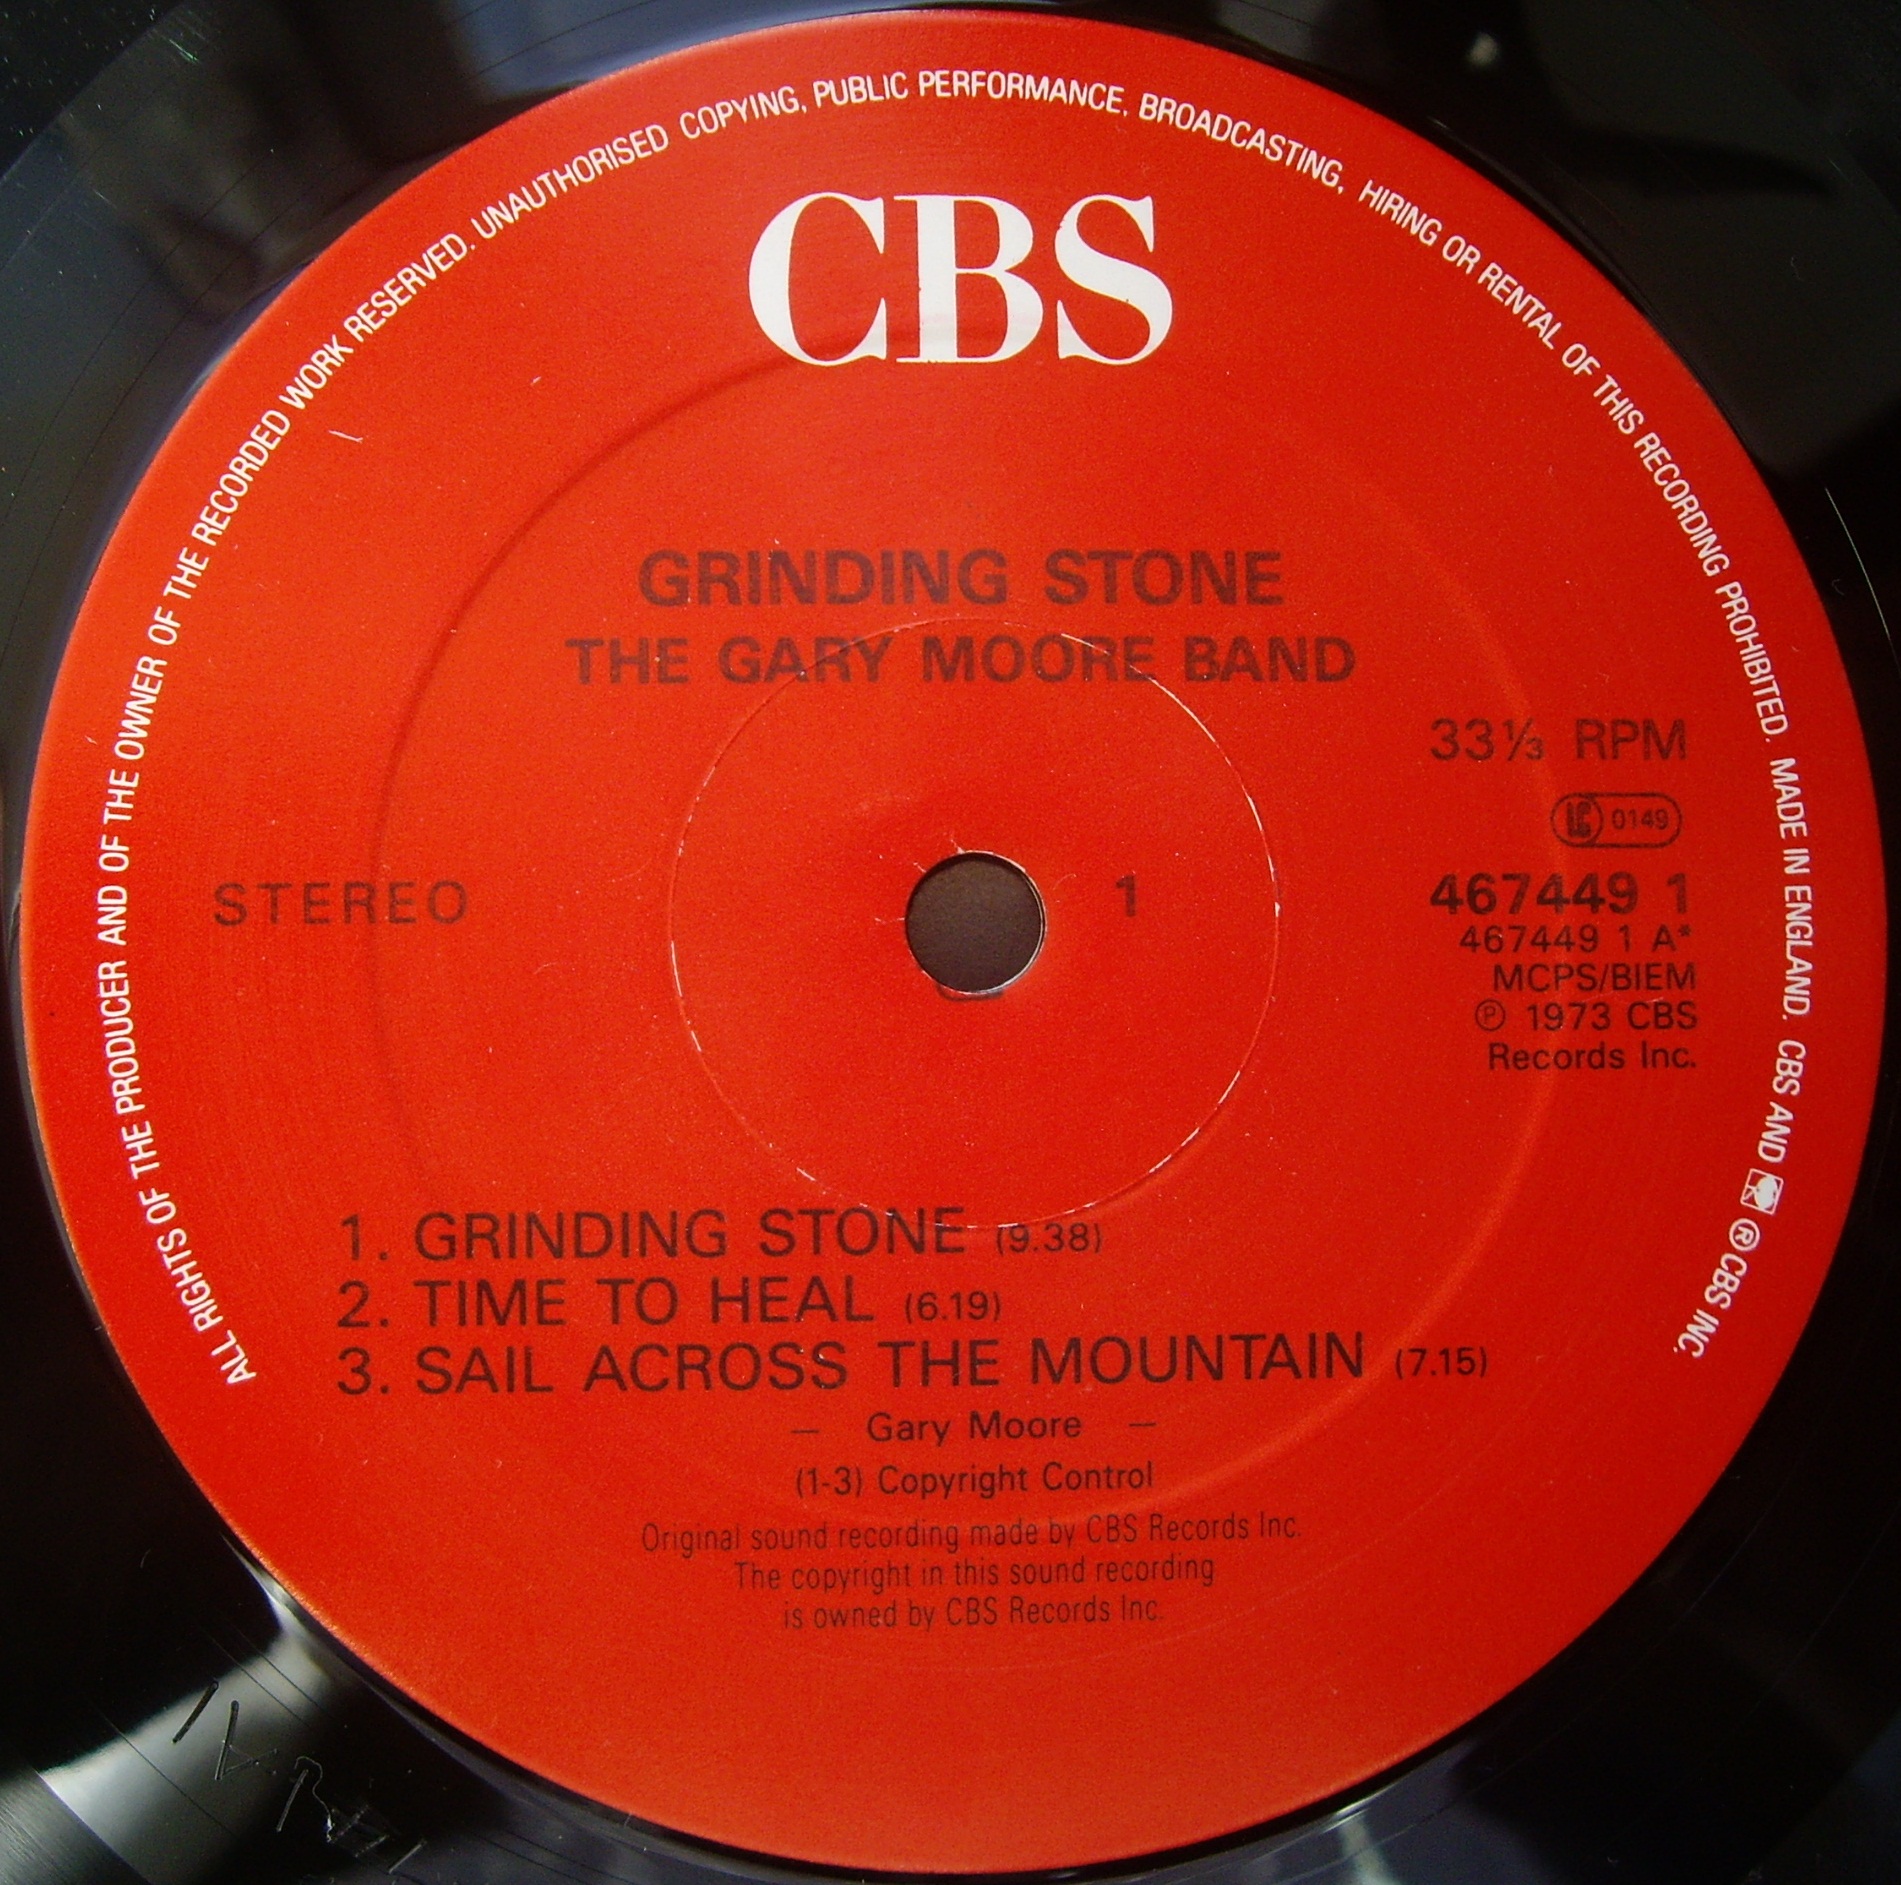 ALL RIGHTS OF THE PRODUCER AND OF THE OWNER OF THE RECORDED WORK RESERVED. UNAUTHORISED COPYING, PUBLIC PERFORMANCE, BROADCASTING, HIRING OR RENTAL OF THIS RECORDING PROHIBITED. MADE IN ENGLAND. CBS AND ® CBS INC.
CBS
GRINDING STONE
THE GARY MOORE BAND
33⅓ RPM
LC 0149
STEREO
1
467449 1
467449 1 A*
MCPS/BIEM
℗ 1973 CBS
Records Inc.
1. GRINDING STONE (9.38)
2. TIME TO HEAL (6.19)
3. SAIL ACROSS THE MOUNTAIN (7.15)
— Gary Moore —
(1-3) Copyright Control
Original sound recording made by CBS Records Inc.
The copyright in this sound recording
is owned by CBS Records Inc.